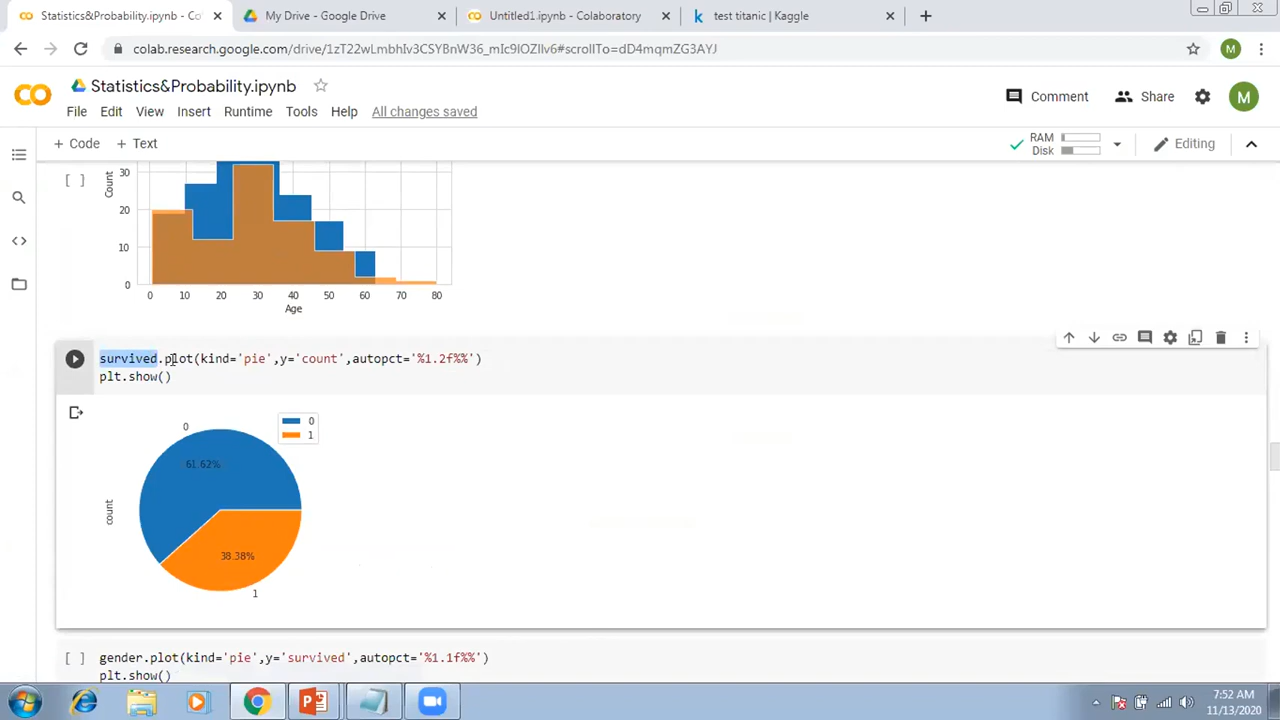 Statistics&Probability.ipynb - Co
My Drive - Google Drive
Untitled1.ipynb - Colaboratory
test titanic | Kaggle
colab.research.google.com/drive/1zT22wLmbhIv3CSYBnW36_mIc9IOZIlv6#scrollTo=dD4mqmZG3AYJ
M
Statistics&Probability.ipynb
Comment
Share
M
File Edit View Insert Runtime Tools Help All changes saved
+ Code + Text
RAM
Disk
Editing
[ ]
Count
30
20
10
0
0 10 20 30 40 50 60 70 80
Age
survived.plot(kind='pie',y='count',autopct='%1.2f%%')
plt.show()
0
0
1
61.62%
count
38.38%
1
[ ] gender.plot(kind='pie',y='survived',autopct='%1.1f%%')
plt.show()
7:52 AM
11/13/2020